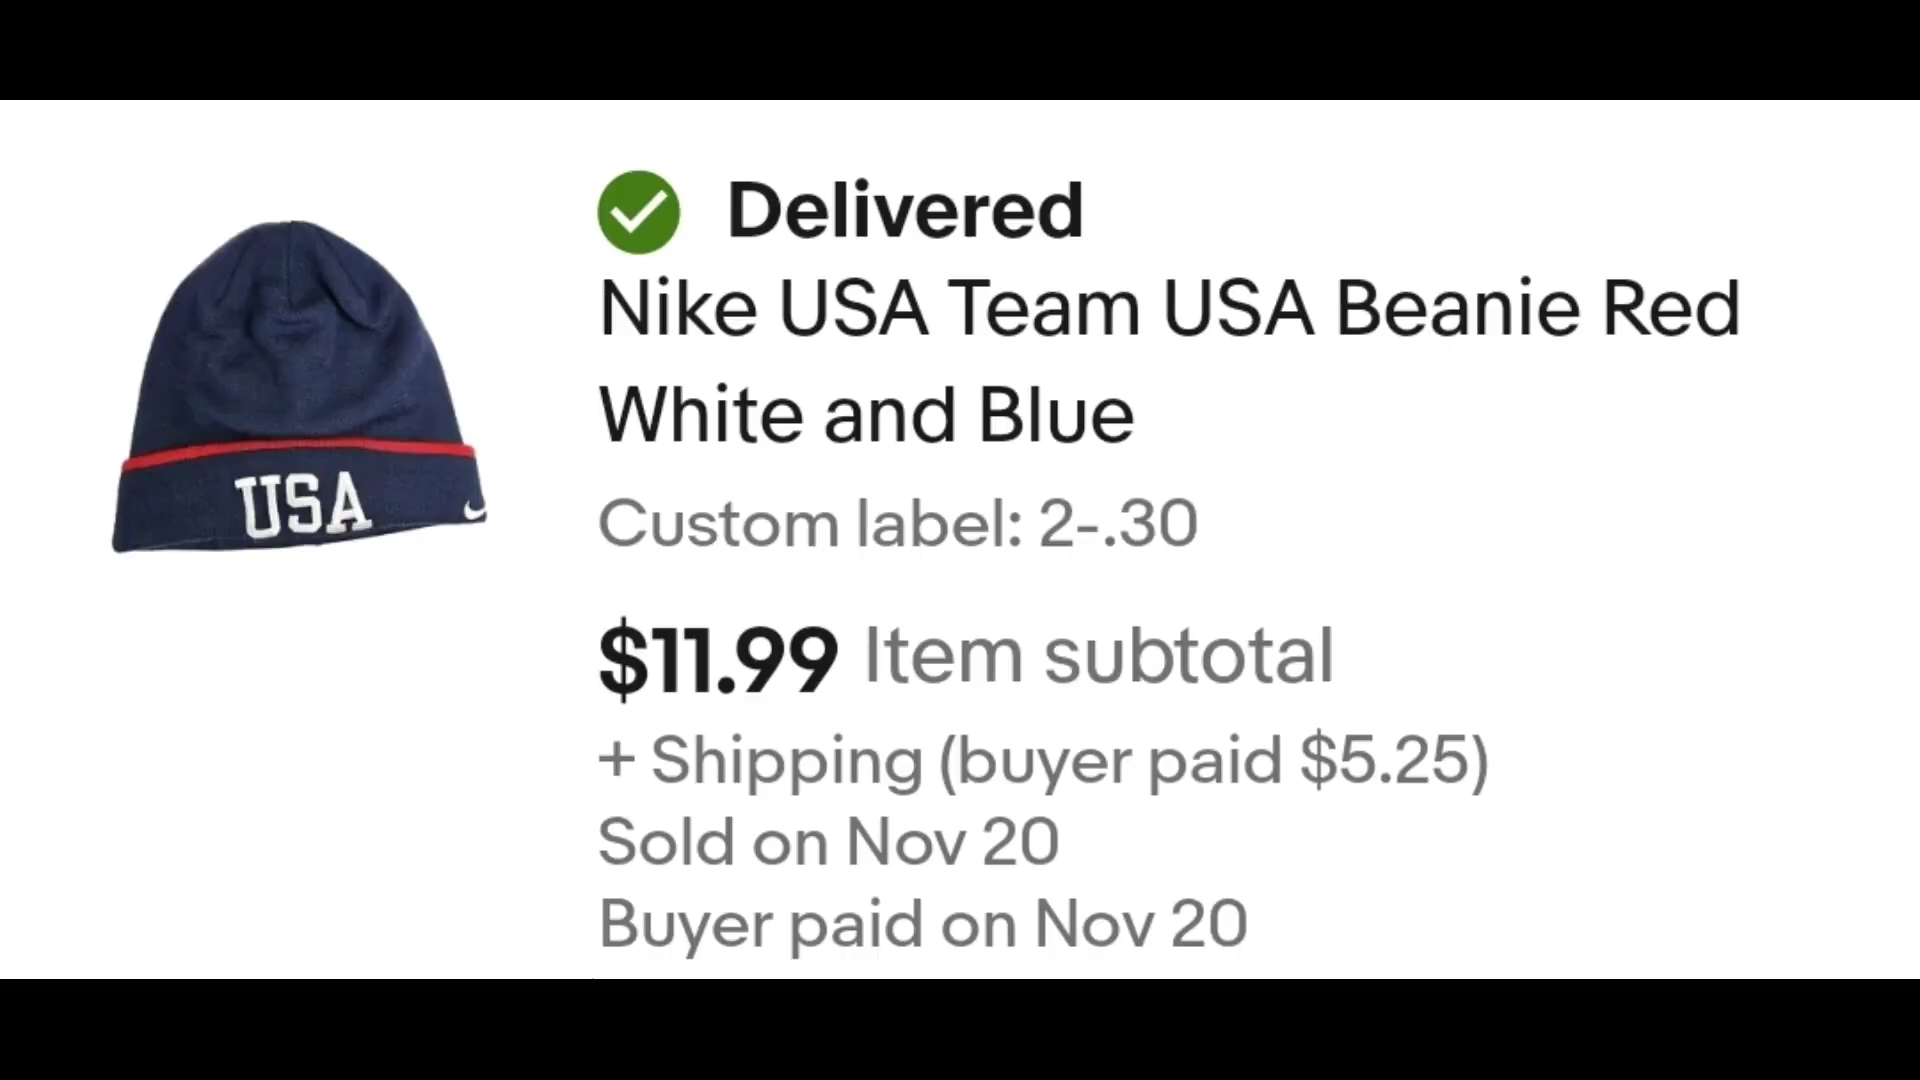 Delivered
Nike USA Team USA Beanie Red
White and Blue
Custom label: 2-.30
$11.99 Item subtotal
+ Shipping (buyer paid $5.25)
Sold on Nov 20
Buyer paid on Nov 20
USA